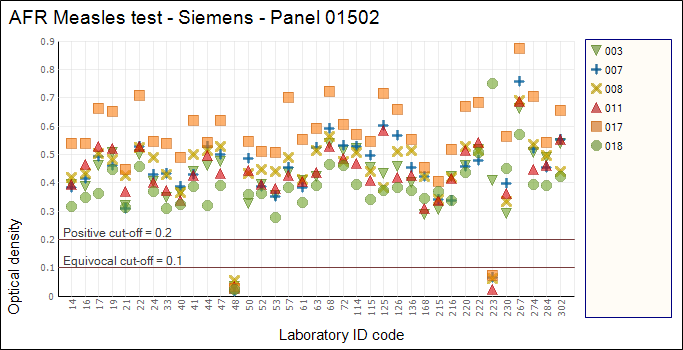 AFR Measles test - Siemens - Panel 01502
0.9
0.8
0.7
0.6
0.5
0.4
0.3
0.2
0.1
0
Optical density
Positive cut-off = 0.2
Equivocal cut-off = 0.1
14 16 17 19 21 22 24 33 40 44 47 48 50 52 53 57 61 63 68 72 114 115 125 126 136 168 215 216 220 222 223 230 267 274 284 302
Laboratory ID code
003
007
008
011
017
018